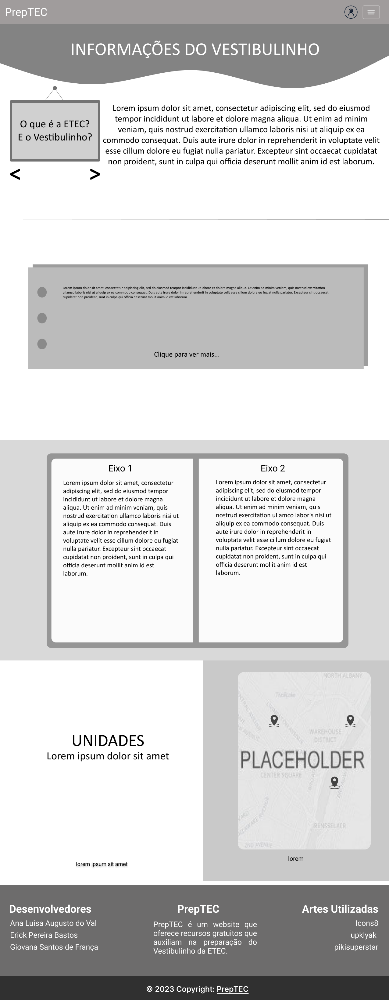 PrepTEC
INFORMAÇÕES DO VESTIBULINHO
O que é a ETEC?
E o Vestibulinho?
<
>
Lorem ipsum dolor sit amet, consectetur adipiscing elit, sed do eiusmod
tempor incididunt ut labore et dolore magna aliqua. Ut enim ad minim
veniam, quis nostrud exercitation ullamco laboris nisi ut aliquip ex ea
commodo consequat. Duis aute irure dolor in reprehenderit in voluptate velit
esse cillum dolore eu fugiat nulla pariatur. Excepteur sint occaecat cupidatat
non proident, sunt in culpa qui officia deserunt mollit anim id est laborum.
Lorem ipsum dolor sit amet, consectetur adipiscing elit, sed do eiusmod tempor incididunt ut labore et dolore magna aliqua. Ut enim ad minim veniam, quis nostrud exercitation
ullamco laboris nisi ut aliquip ex ea commodo consequat. Duis aute irure dolor in reprehenderit in voluptate velit esse cillum dolore eu fugiat nulla pariatur. Excepteur sint occaecat
cupidatat non proident, sunt in culpa qui officia deserunt mollit anim id est laborum.
Clique para ver mais...
Eixo 1
Lorem ipsum dolor sit amet, consectetur
adipiscing elit, sed do eiusmod tempor
incididunt ut labore et dolore magna
aliqua. Ut enim ad minim veniam, quis
nostrud exercitation ullamco laboris nisi ut
aliquip ex ea commodo consequat. Duis
aute irure dolor in reprehenderit in
voluptate velit esse cillum dolore eu fugiat
nulla pariatur. Excepteur sint occaecat
cupidatat non proident, sunt in culpa qui
officia deserunt mollit anim id est
laborum.
Eixo 2
Lorem ipsum dolor sit amet, consectetur
adipiscing elit, sed do eiusmod tempor
incididunt ut labore et dolore magna
aliqua. Ut enim ad minim veniam, quis
nostrud exercitation ullamco laboris nisi ut
aliquip ex ea commodo consequat. Duis
aute irure dolor in reprehenderit in
voluptate velit esse cillum dolore eu fugiat
nulla pariatur. Excepteur sint occaecat
cupidatat non proident, sunt in culpa qui
officia deserunt mollit anim id est
laborum.
UNIDADES
Lorem ipsum dolor sit amet
lorem ipsum sit amet
NORTH ALBANY
Tivoli Lake
LIVINGSTON AVENUE
WAREHOUSE
DISTRICT
PLACEHOLDER
CENTER SQUARE
DELAWARE AVENUE
RENSSELAER
2ND AVENUE
lorem
Desenvolvedores
Ana Luísa Augusto do Val
Erick Pereira Bastos
Giovana Santos de França
PrepTEC
PrepTEC é um website que
oferece recursos gratuitos que
auxiliam na preparação do
Vestibulinho da ETEC.
Artes Utilizadas
Icons8
upklyak
pikisuperstar
© 2023 Copyright: PrepTEC